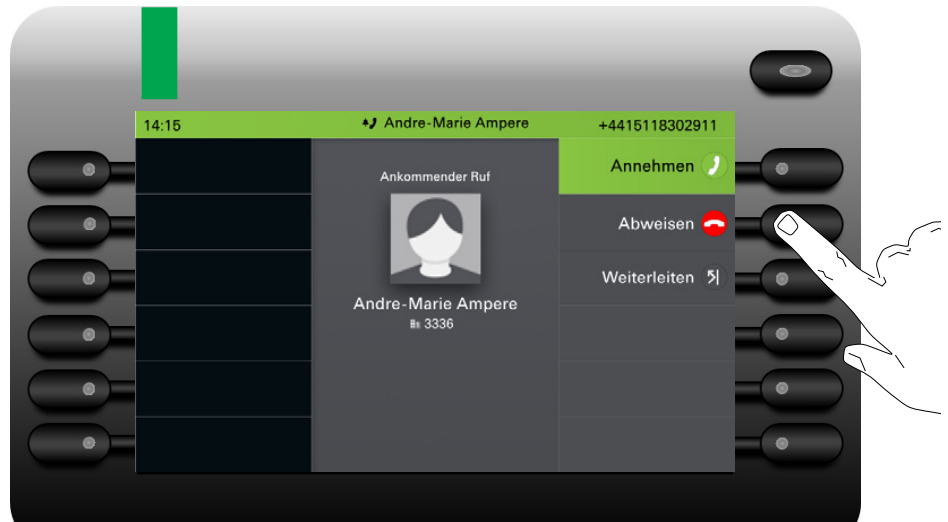 14:15 Andre-Marie Ampere +4415118302911
Annehmen
Ankommender Ruf
Abweisen
Weiterleiten
Andre-Marie Ampere
3336